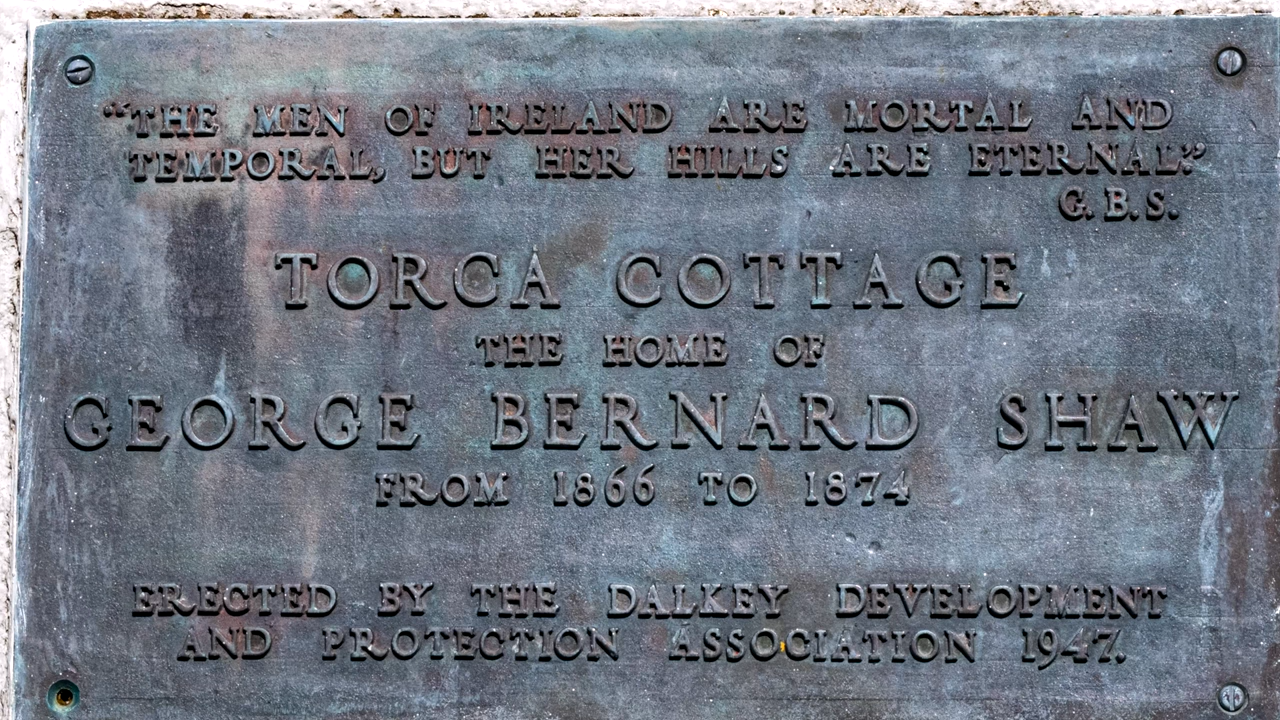 “THE MEN OF IRELAND ARE MORTAL AND
TEMPORAL, BUT HER HILLS ARE ETERNAL.”
G.B.S.
TORCA COTTAGE
THE HOME OF
GEORGE BERNARD SHAW
FROM 1866 TO 1874
ERECTED BY THE DALKEY DEVELOPMENT
AND PROTECTION ASSOCIATION 1947.